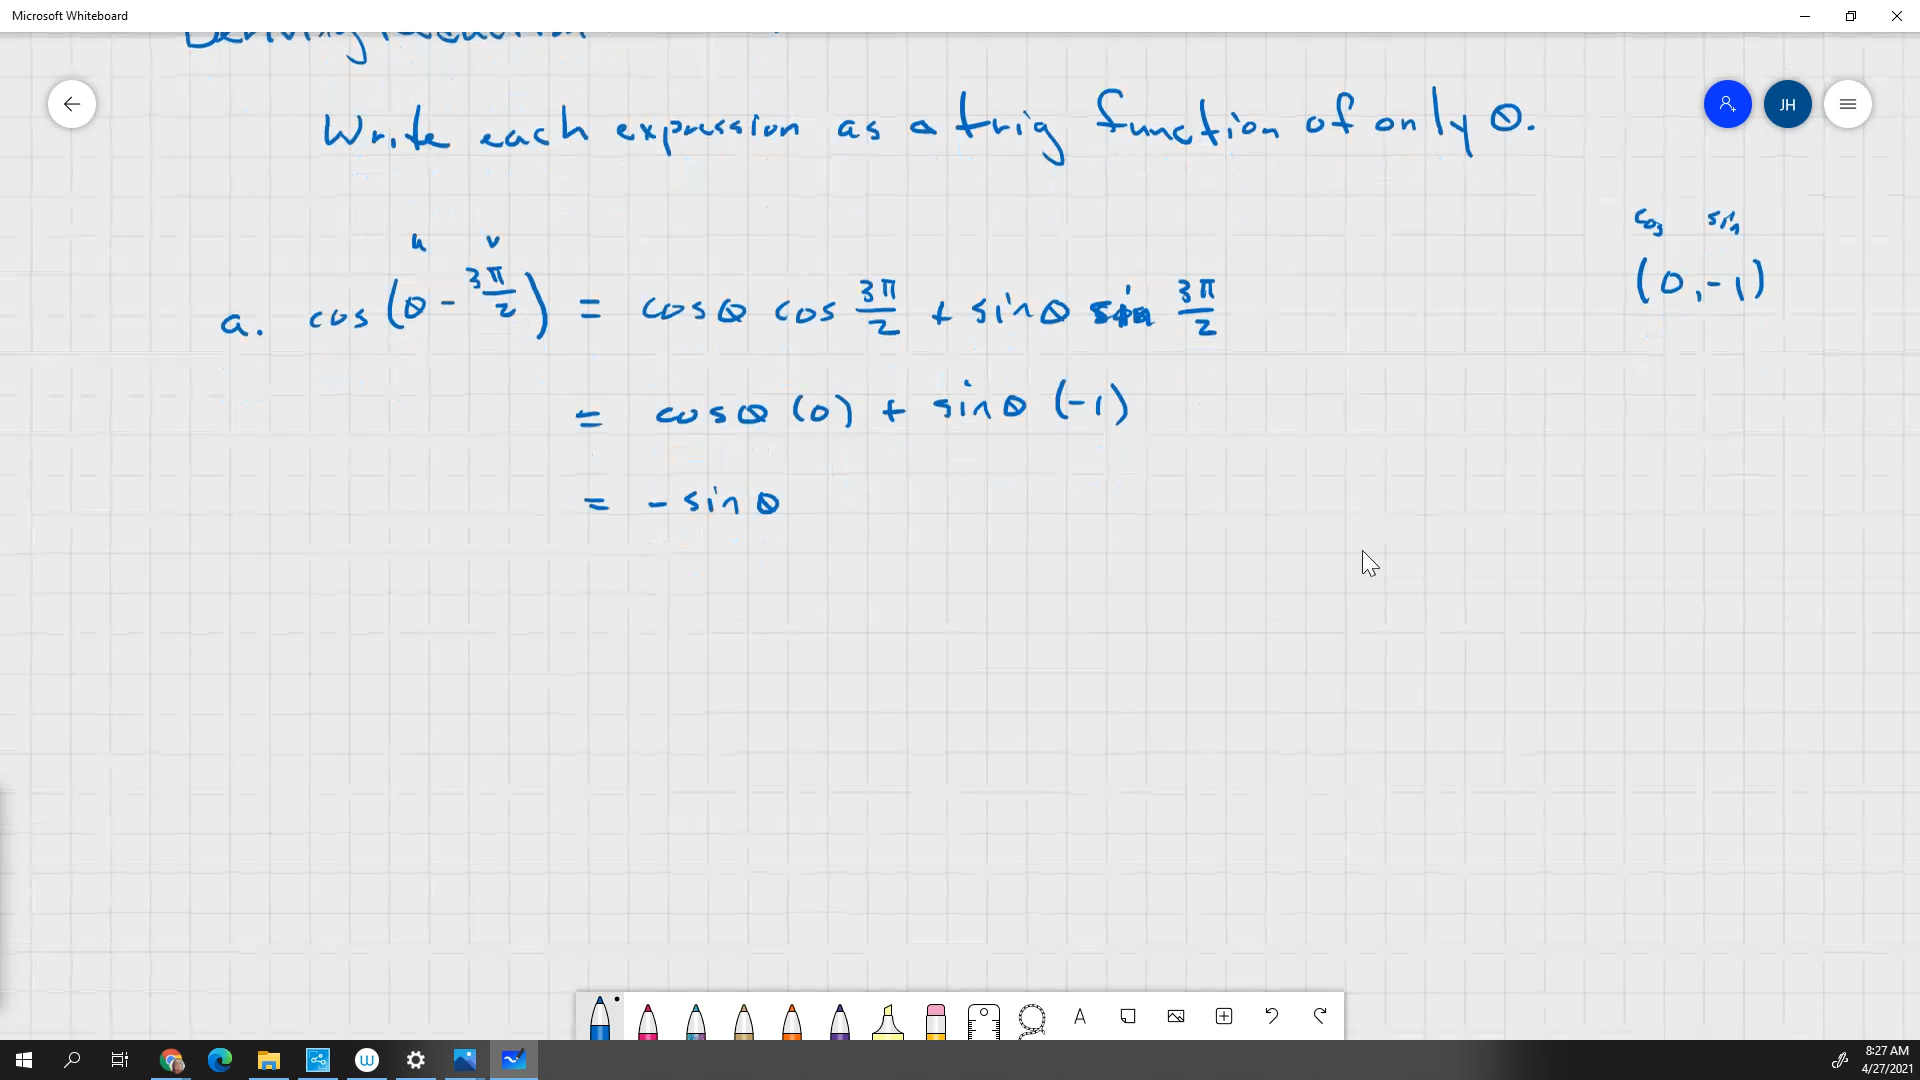 Microsoft Whiteboard
Write each expression as a trig function of only θ.
JH
cos sin
(0, -1)
u v
a. cos(θ - 3π/2) = cosθ cos 3π/2 + sinθ sin 3π/2
= cosθ (0) + sinθ (-1)
= - sinθ
8:27 AM
4/27/2021